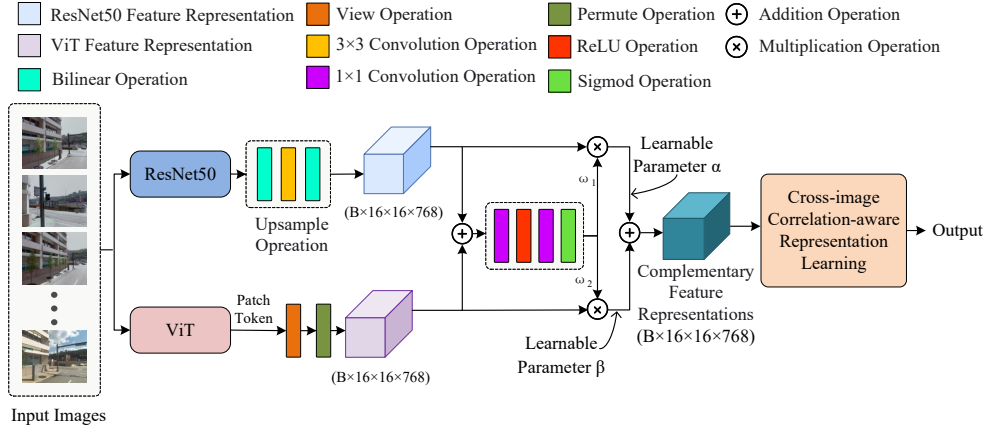 ResNet50 Feature Representation
ViT Feature Representation
Bilinear Operation
View Operation
3×3 Convolution Operation
1×1 Convolution Operation
Permute Operation
ReLU Operation
Sigmod Operation
Addition Operation
Multiplication Operation
Input Images
ResNet50
Upsample
Opreation
(B×16×16×768)
ViT
Patch
Token
(B×16×16×768)
ω1
ω2
Learnable
Parameter α
Learnable
Parameter β
Complementary
Feature
Representations
(B×16×16×768)
Cross-image
Correlation-aware
Representation
Learning
Output